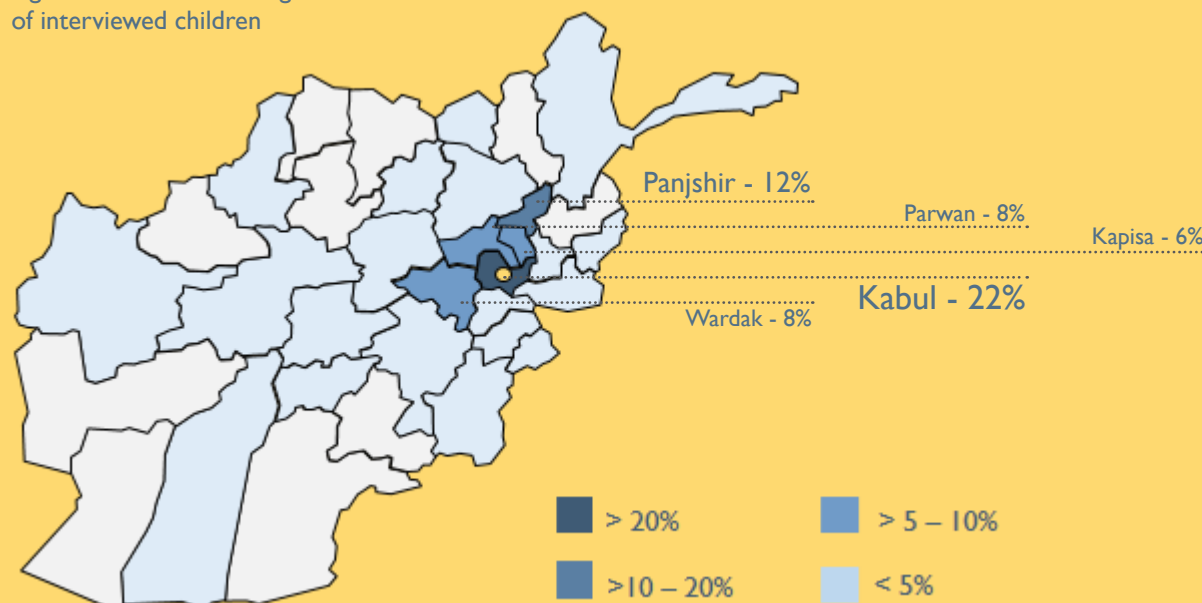 of interviewed children
Panjshir - 12%
Parwan - 8%
Kapisa - 6%
Kabul - 22%
Wardak - 8%
> 20%
> 5 – 10%
>10 – 20%
< 5%